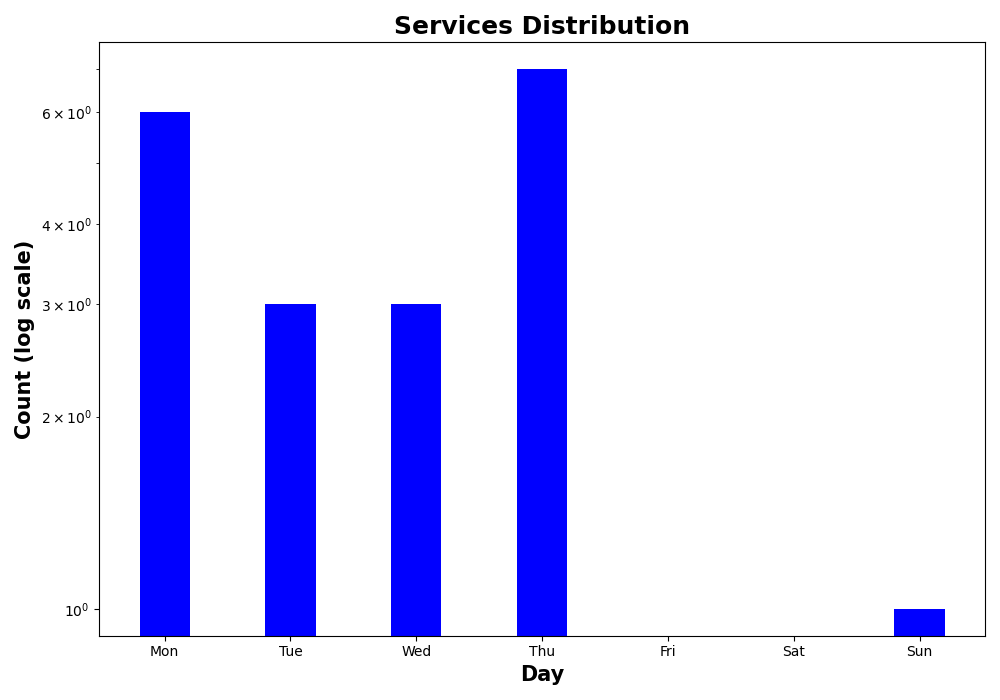 Services Distribution
Count (log scale)
6 × 10⁰
4 × 10⁰
3 × 10⁰
2 × 10⁰
10⁰
Mon Tue Wed Thu Fri Sat Sun
Day